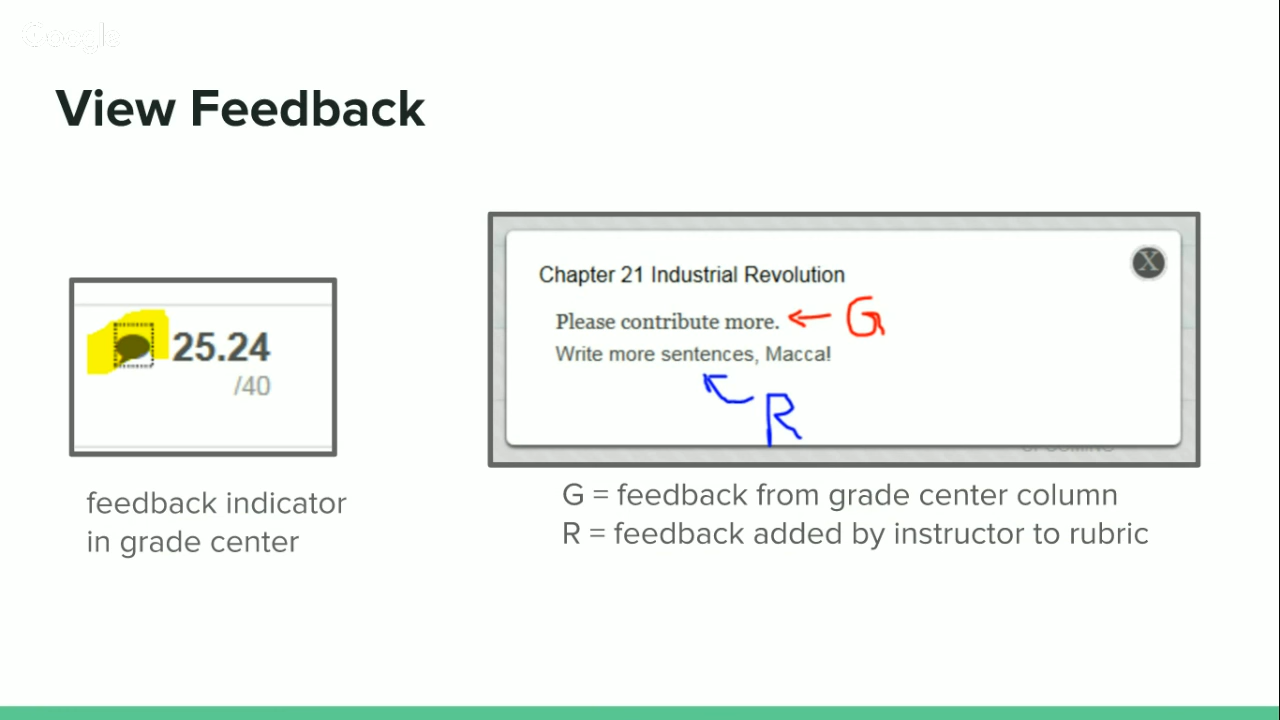 Google
View Feedback
25.24
/40
feedback indicator
in grade center
Chapter 21 Industrial Revolution
X
Please contribute more.
G
Write more sentences, Macca!
R
G = feedback from grade center column
R = feedback added by instructor to rubric